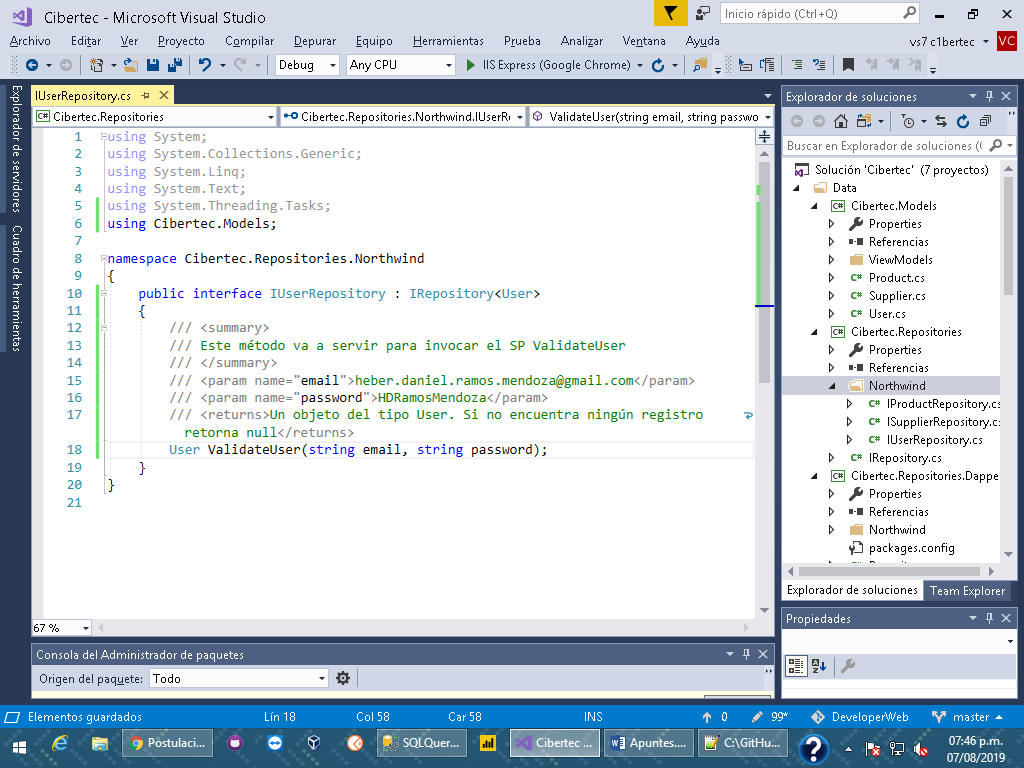 Cibertec - Microsoft Visual Studio
Inicio rápido (Ctrl+Q)
Archivo Editar Ver Proyecto Compilar Depurar Equipo Herramientas Prueba Analizar Ventana Ayuda
vs7 c1bertec VC
Debug Any CPU IIS Express (Google Chrome)
Explorador de servidores
Cuadro de herramientas
IUserRepository.cs
Cibertec.Repositories Cibertec.Repositories.Northwind.IUserR ValidateUser(string email, string passwo
1 using System;
2 using System.Collections.Generic;
3 using System.Linq;
4 using System.Text;
5 using System.Threading.Tasks;
6 using Cibertec.Models;
7
8 namespace Cibertec.Repositories.Northwind
9 {
10 public interface IUserRepository : IRepository<User>
11 {
12 /// <summary>
13 /// Este método va a servir para invocar el SP ValidateUser
14 /// </summary>
15 /// <param name="email">heber.daniel.ramos.mendoza@gmail.com</param>
16 /// <param name="password">HDRamosMendoza</param>
17 /// <returns>Un objeto del tipo User. Si no encuentra ningún registro
retorna null</returns>
18 User ValidateUser(string email, string password);
19 }
20 }
21
67 %
Explorador de soluciones
Buscar en Explorador de soluciones (
Solución 'Cibertec' (7 proyectos)
Data
C# Cibertec.Models
Properties
Referencias
ViewModels
C# Product.cs
C# Supplier.cs
C# User.cs
C# Cibertec.Repositories
Properties
Referencias
Northwind
C# IProductRepository.cs
C# ISupplierRepository.c
C# IUserRepository.cs
C# IRepository.cs
C# Cibertec.Repositories.Dappe
Properties
Referencias
Northwind
packages.config
Explorador de soluciones Team Explorer
Propiedades
Consola del Administrador de paquetes
Origen del paquete: Todo
Elementos guardados Lín 18 Col 58 Car 58 INS 0 99* DeveloperWeb master
Postulaci... SQLQuer... Cibertec ... Apuntes.... C:\GitHu...
07:46 p.m.
07/08/2019